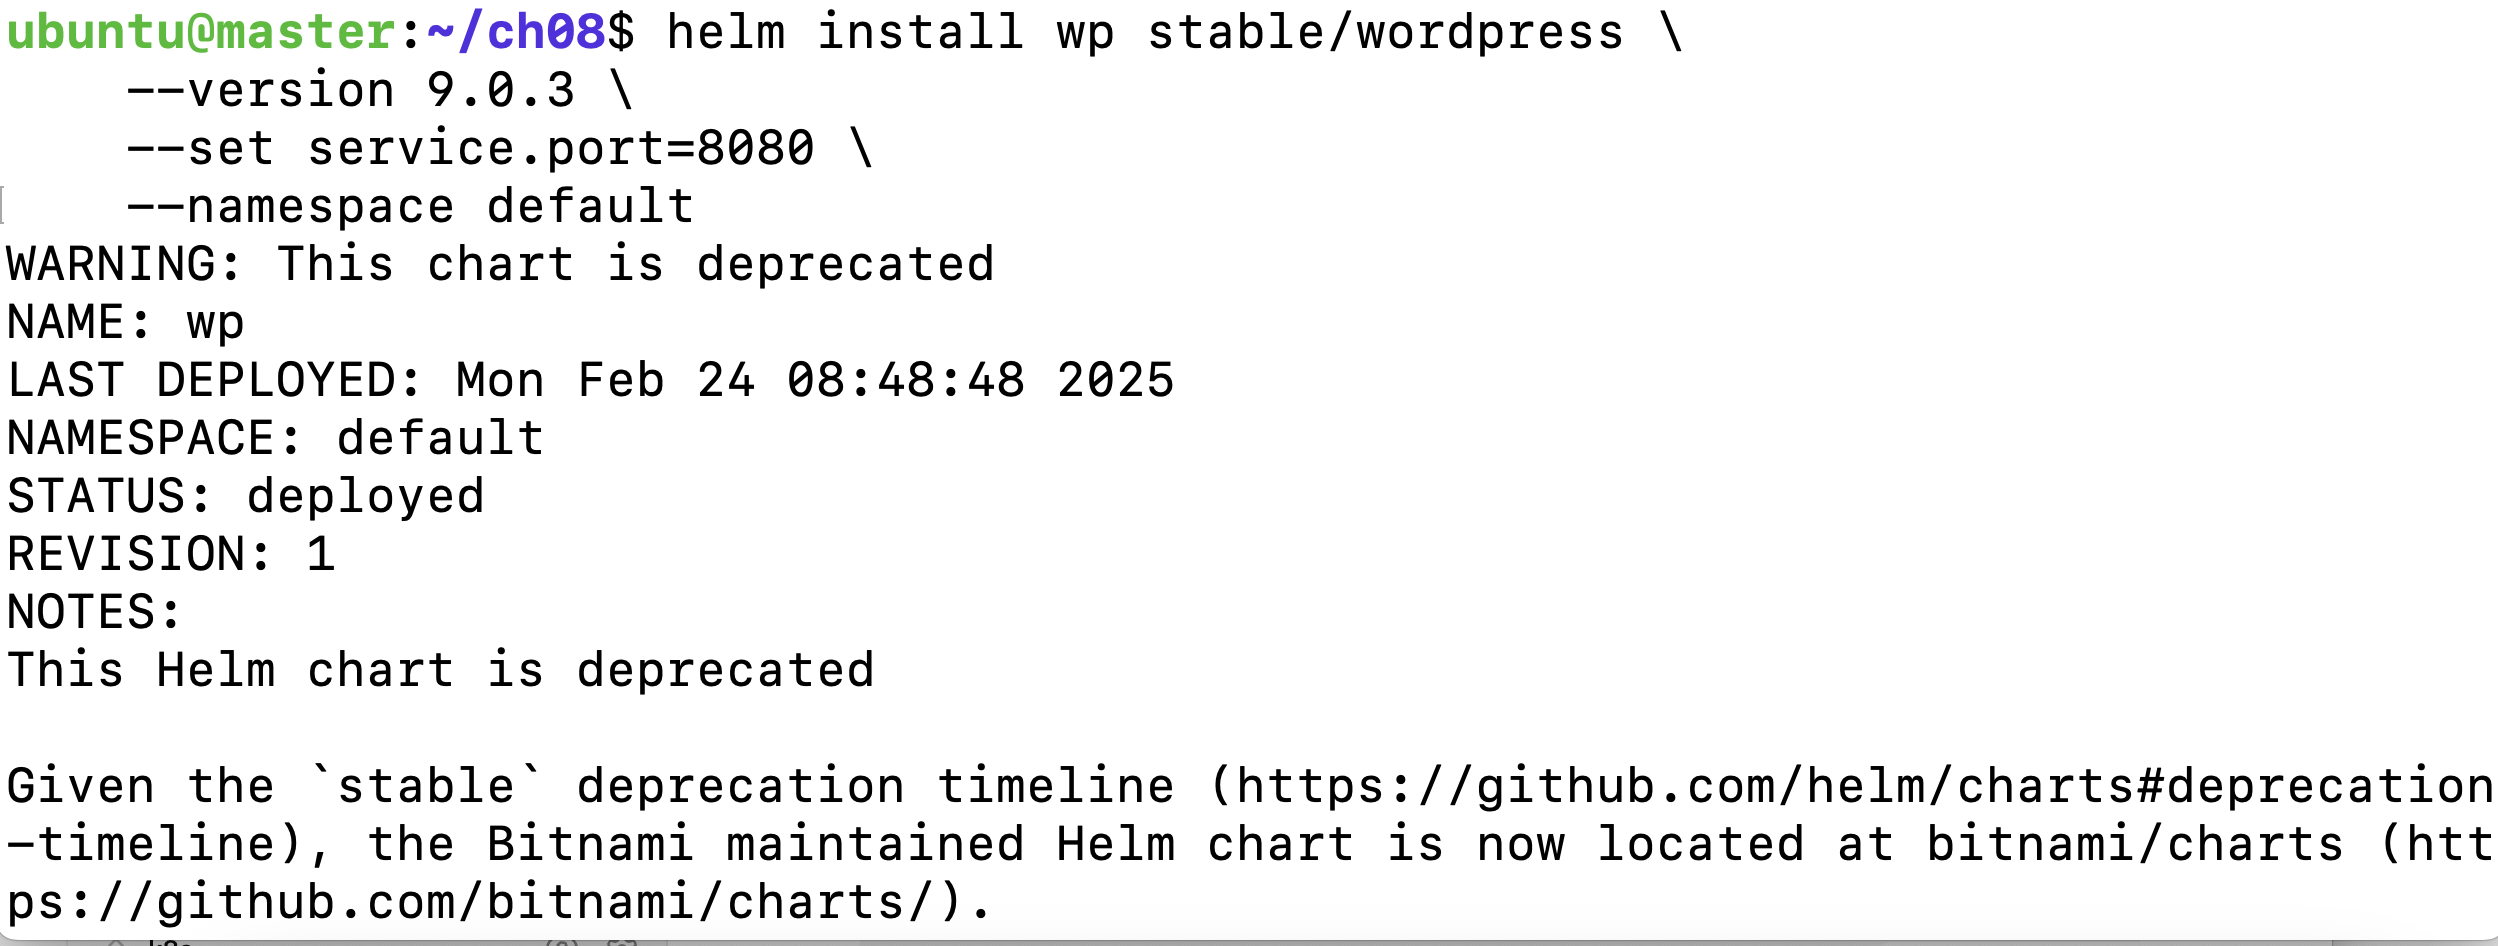 ubuntu@master:~/ch08$ helm install wp stable/wordpress \
    --version 9.0.3 \
    --set service.port=8080 \
    --namespace default
WARNING: This chart is deprecated
NAME: wp
LAST DEPLOYED: Mon Feb 24 08:48:48 2025
NAMESPACE: default
STATUS: deployed
REVISION: 1
NOTES:
This Helm chart is deprecated

Given the `stable` deprecation timeline (https://github.com/helm/charts#deprecation
-timeline), the Bitnami maintained Helm chart is now located at bitnami/charts (htt
ps://github.com/bitnami/charts/).